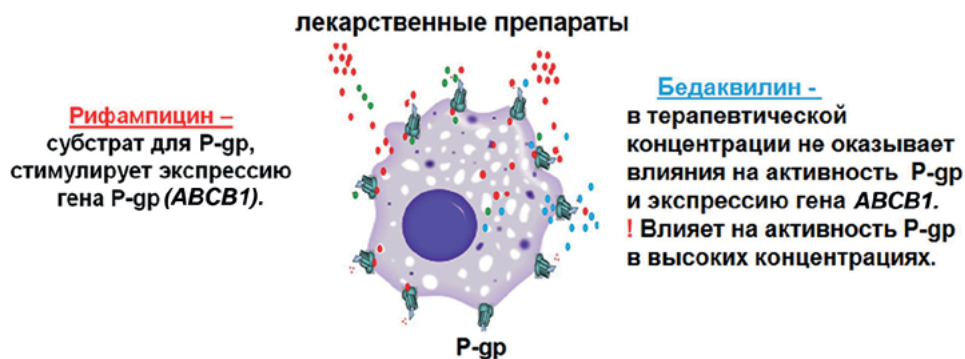 лекарственные препараты
Рифампицин –
субстрат для P-gp,
стимулирует экспрессию
гена P-gp (ABCB1).
Бедаквилин -
в терапевтической
концентрации не оказывает
влияния на активность P-gp
и экспрессию гена ABCB1.
! Влияет на активность P-gp
в высоких концентрациях.
P-gp